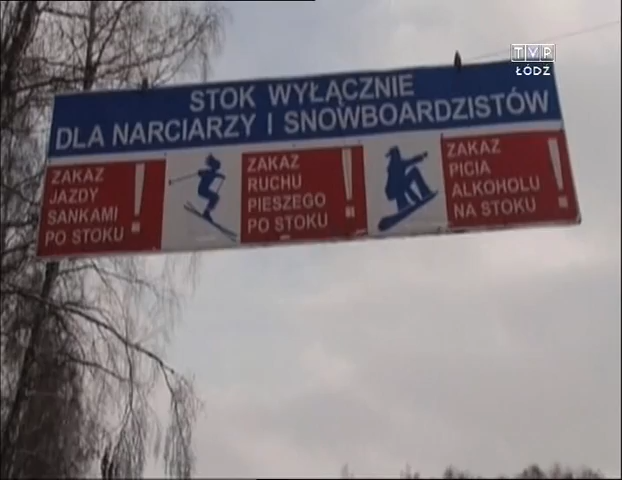 TVP
ŁÓDŹ
STOK WYŁĄCZNIE
DLA NARCIARZY I SNOWBOARDZISTÓW
ZAKAZ
JAZDY
SANKAMI
PO STOKU !
ZAKAZ
RUCHU
PIESZEGO
PO STOKU !
ZAKAZ
PICIA
ALKOHOLU
NA STOKU !